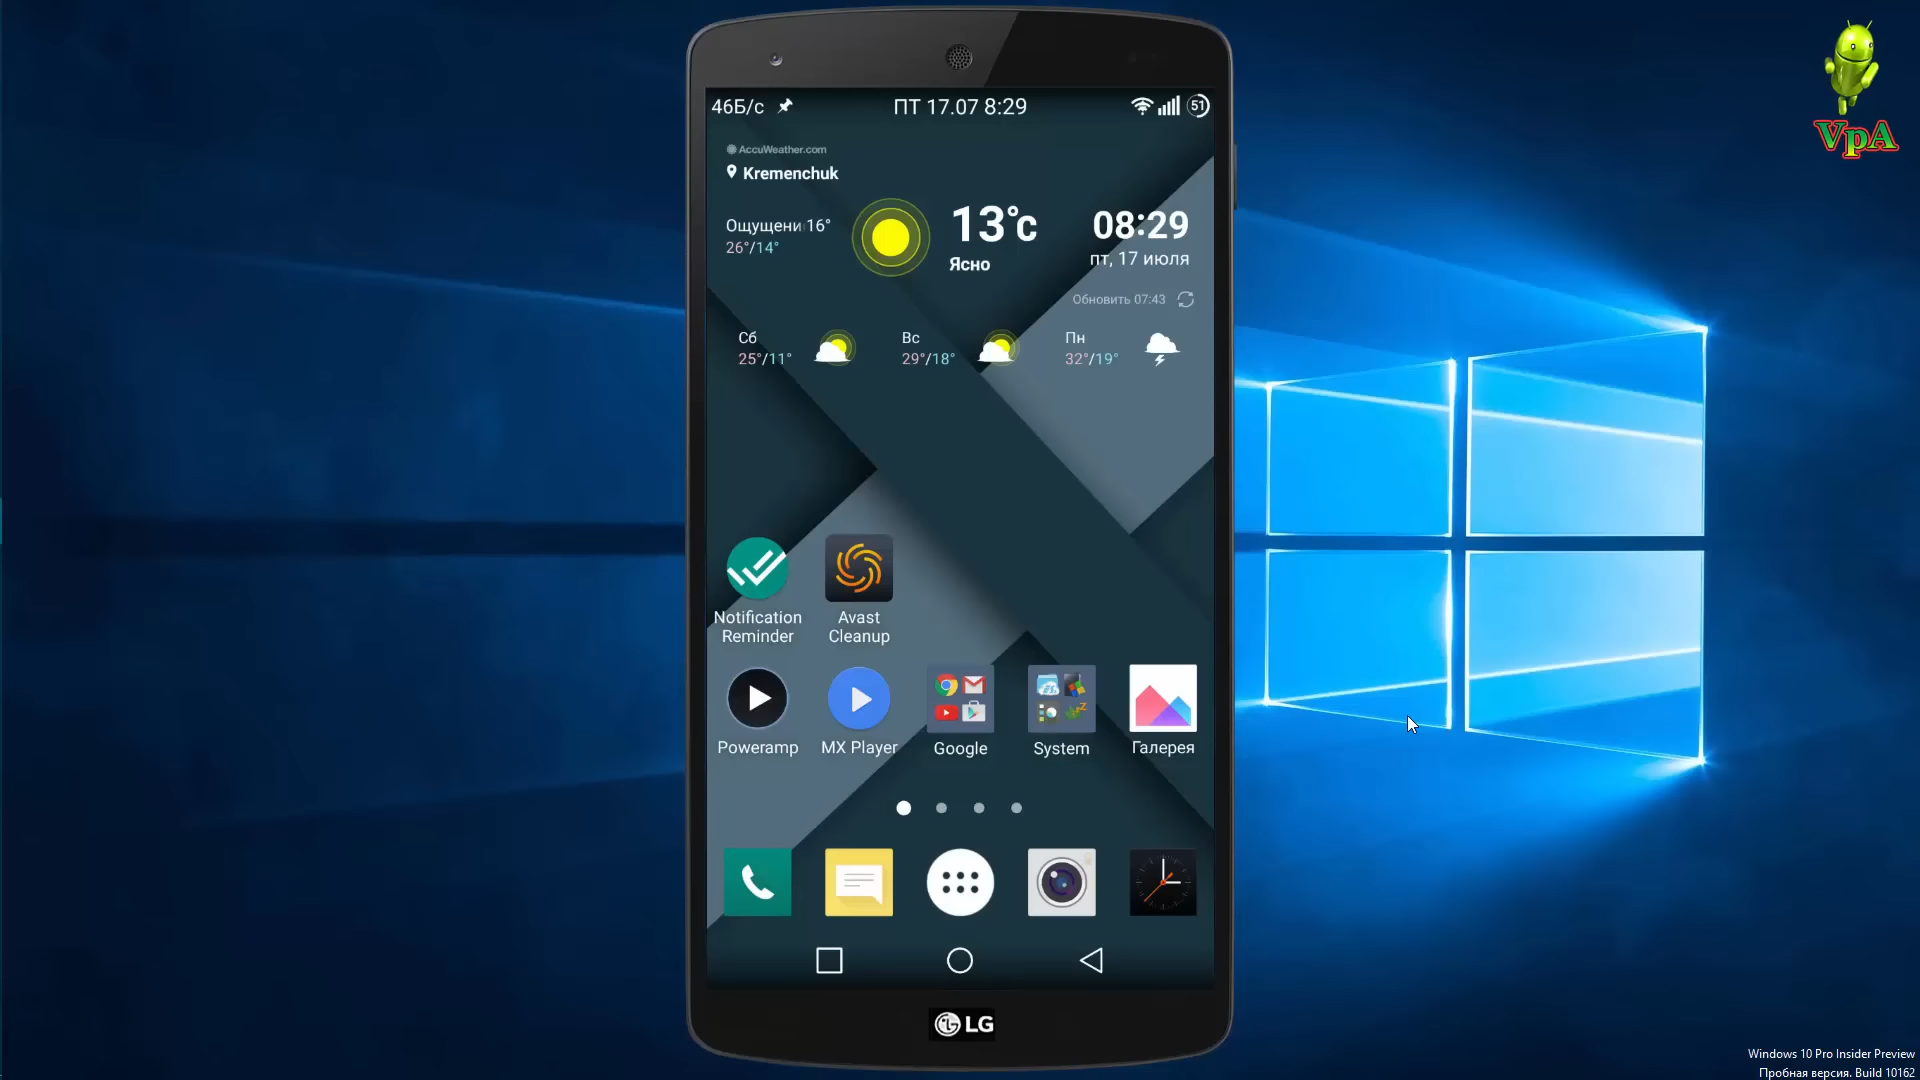 VpA
46Б/с
ПТ 17.07 8:29
51
AccuWeather.com
Kremenchuk
Ощущени 16°
26°/14°
13°c
Ясно
08:29
пт, 17 июля
Обновить 07:43
Сб
25°/11°
Вс
29°/18°
Пн
32°/19°
Notification
Reminder
Avast
Cleanup
Poweramp
MX Player
Google
System
Галерея
LG
Windows 10 Pro Insider Preview
Пробная версия. Build 10162